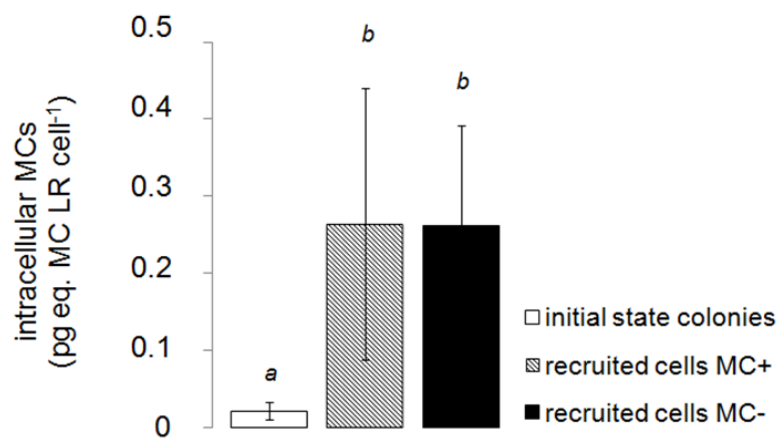 intracellular MCs
(pg eq. MC LR cell-1)
0.5
0.4
0.3
0.2
0.1
0
a
b
b
initial state colonies
recruited cells MC+
recruited cells MC-